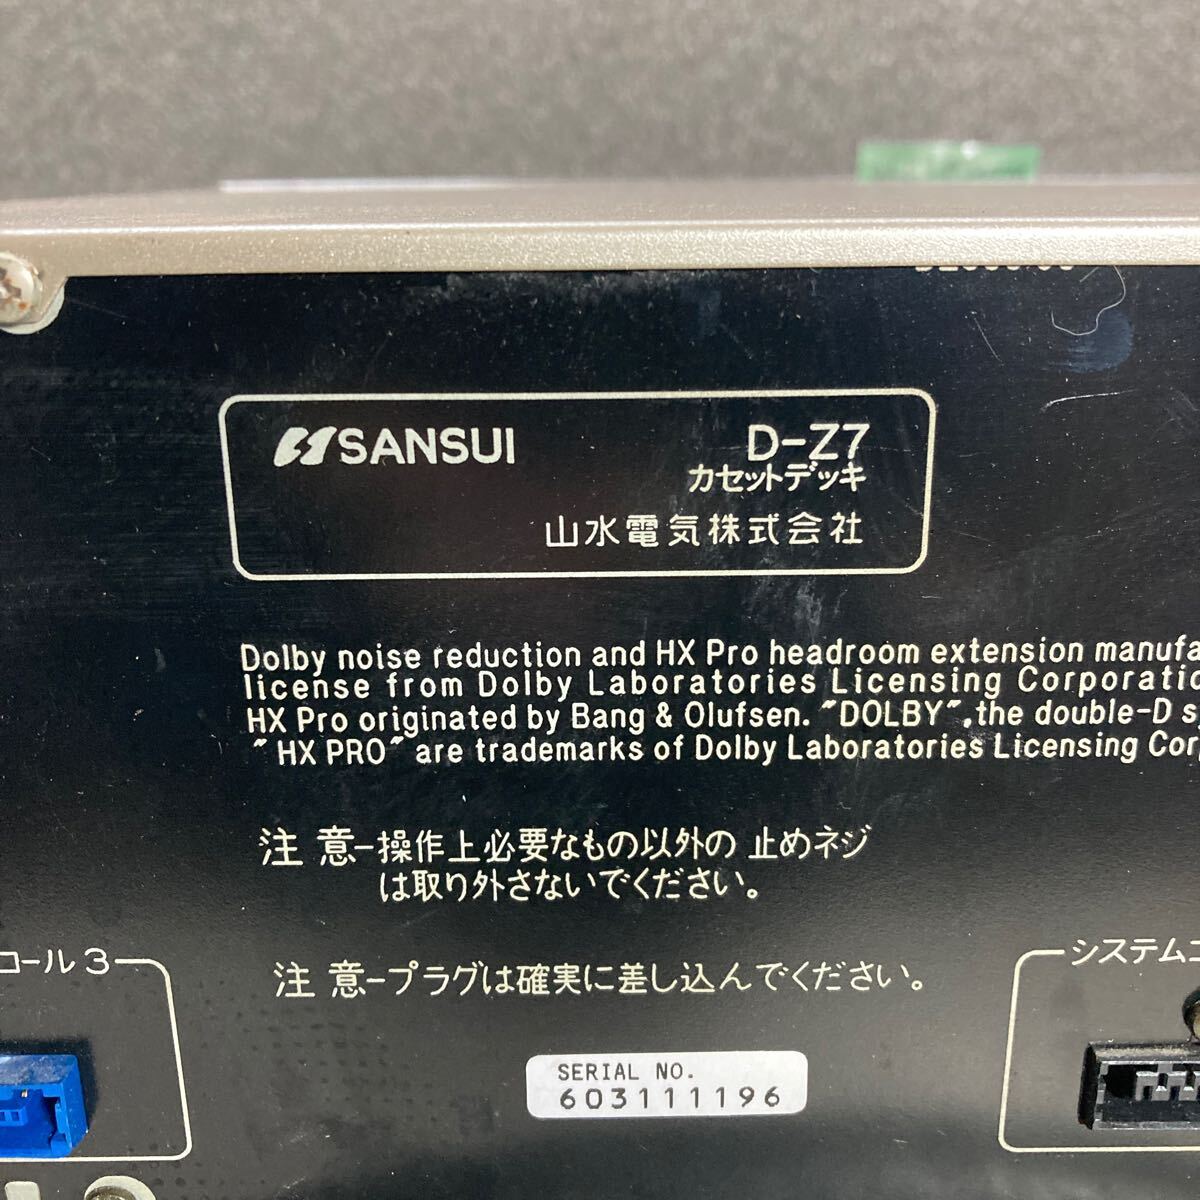 SANSUI
D-Z7
カセットデッキ
山水電気株式会社
Dolby noise reduction and HX Pro headroom extension manufa
license from Dolby Laboratories Licensing Corporatio
HX Pro originated by Bang & Olufsen. "DOLBY", the double-D s
"HX PRO" are trademarks of Dolby Laboratories Licensing Cor
注 意-操作上必要なもの以外の 止めネジ
は取り外さないでください。
コール3
注 意-プラグは確実に差し込んでください。
システムコ
SERIAL NO.
603111196